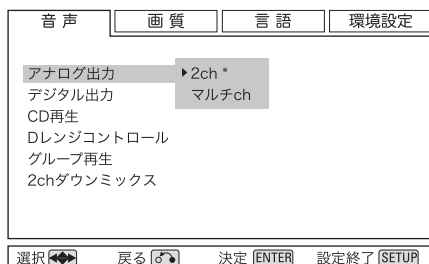 音 声 画 質 言 語 環境設定
アナログ出力 2ch *
デジタル出力 マルチch
CD再生
Dレンジコントロール
グループ再生
2chダウンミックス
選択 戻る 決定 ENTER 設定終了 SETUP